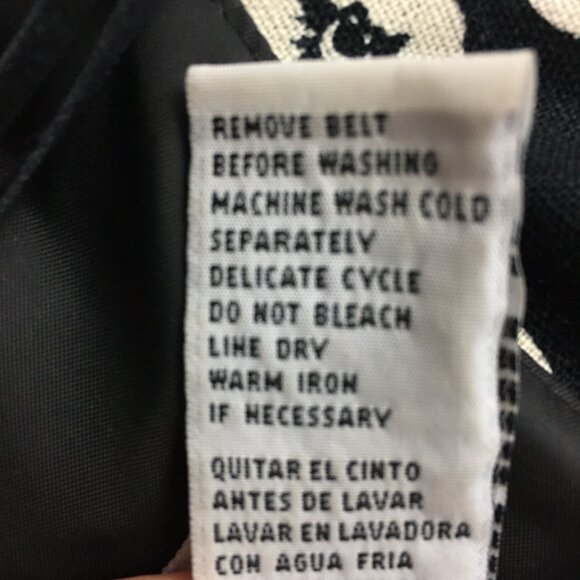 REMOVE BELT
BEFORE WASHING
MACHINE WASH COLD
SEPARATELY
DELICATE CYCLE
DO NOT BLEACH
LINE DRY
WARM IRON
IF NECESSARY
QUITAR EL CINTO
ANTES DE LAVAR
LAVAR EN LAVADORA
CON AGUA FRIA